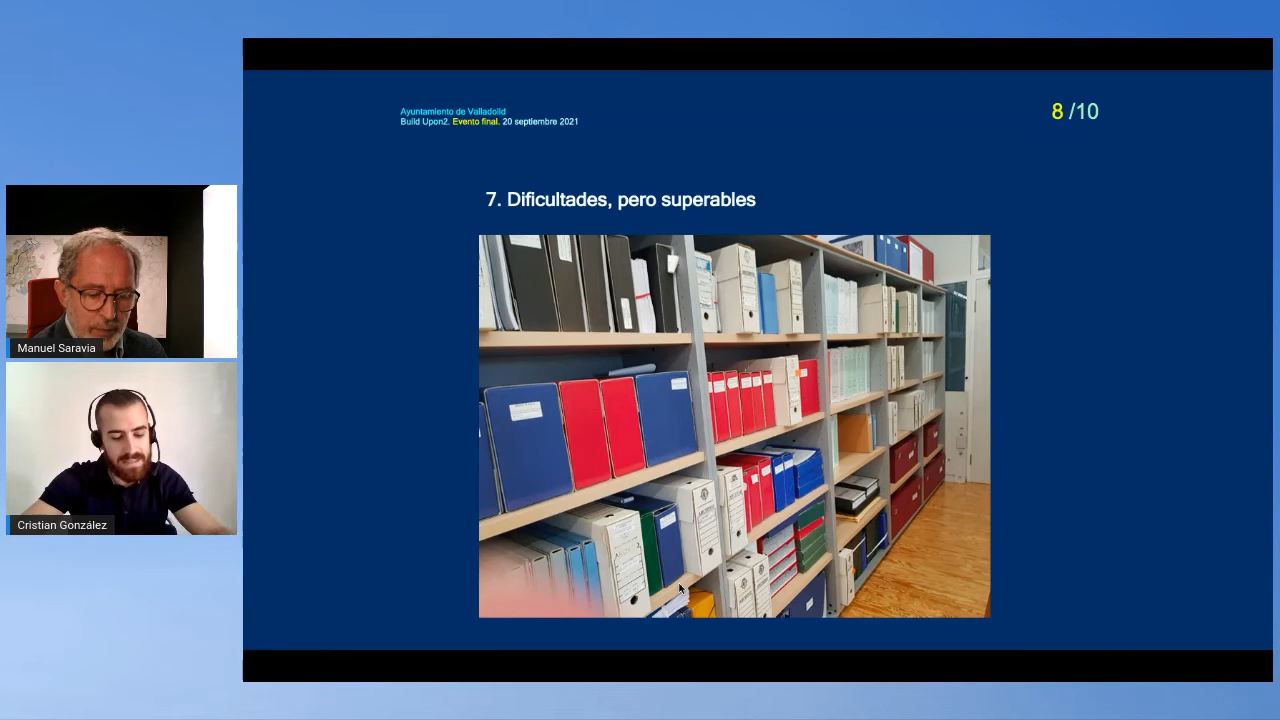 Ayuntamiento de Valladolid
Build Upon2. Evento final. 20 septiembre 2021
8 /10
7. Dificultades, pero superables
Manuel Saravia
Cristian González